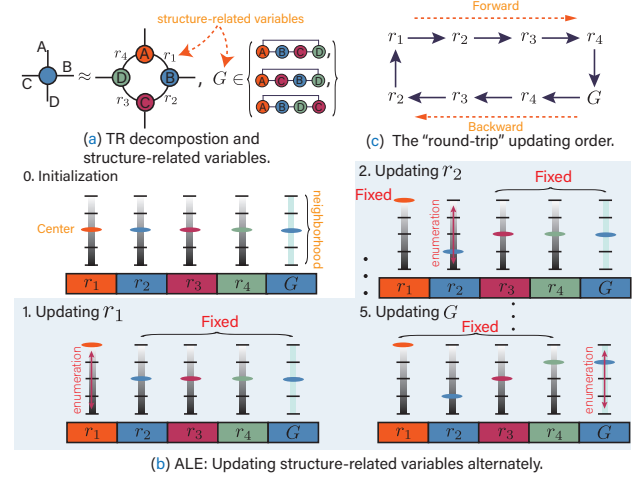 structure-related variables
A
B
C
D
≈
r4 A r1
D B
r3 C r2
, G ∈
A B C D ,
A C B D ,
A B D C
(a) TR decompostion and
structure-related variables.
Forward
r1 r2 r3 r4
r2 r3 r4 G
Backward
(c) The "round-trip" updating order.
0. Initialization
Center
neighborhood
r1 r2 r3 r4 G
2. Updating r2
Fixed
Fixed
enumeration
r1 r2 r3 r4 G
1. Updating r1
Fixed
enumeration
r1 r2 r3 r4 G
5. Updating G
Fixed
enumeration
r1 r2 r3 r4 G
(b) ALE: Updating structure-related variables alternately.